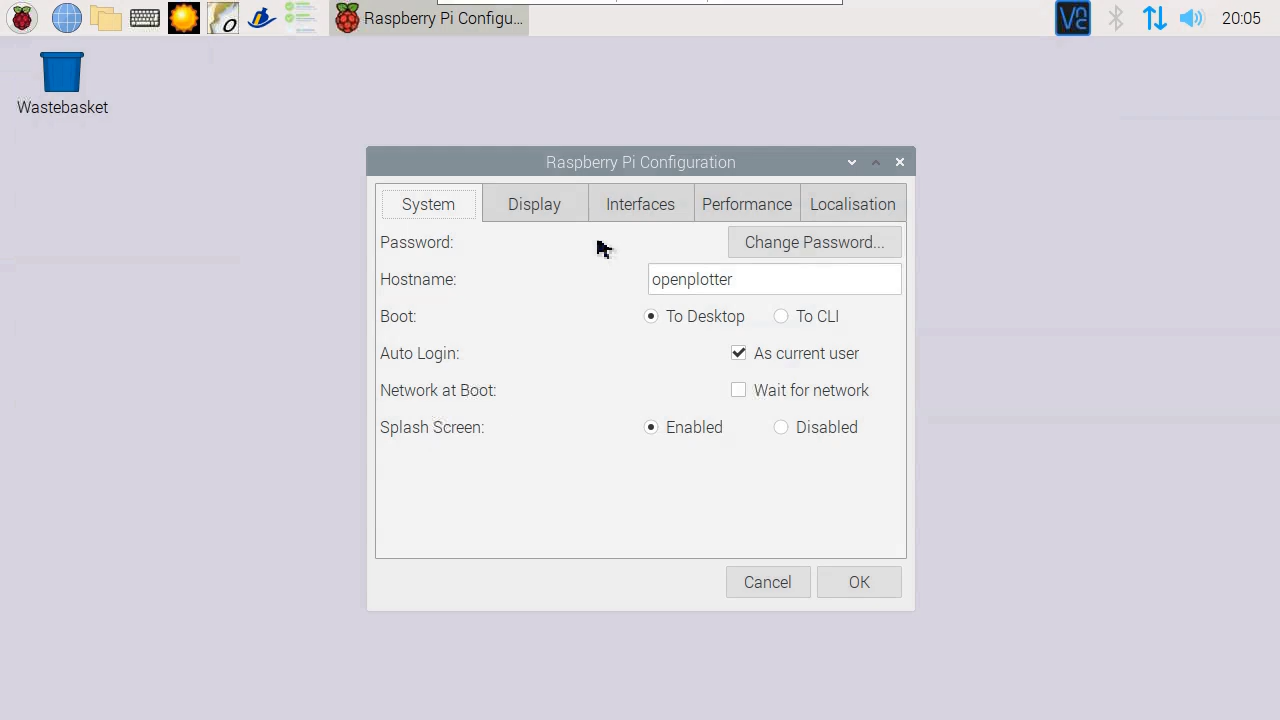 Raspberry Pi Configu...
20:05
Wastebasket
Raspberry Pi Configuration
System Display Interfaces Performance Localisation
Password: Change Password...
Hostname: openplotter
Boot: To Desktop To CLI
Auto Login: As current user
Network at Boot: Wait for network
Splash Screen: Enabled Disabled
Cancel OK